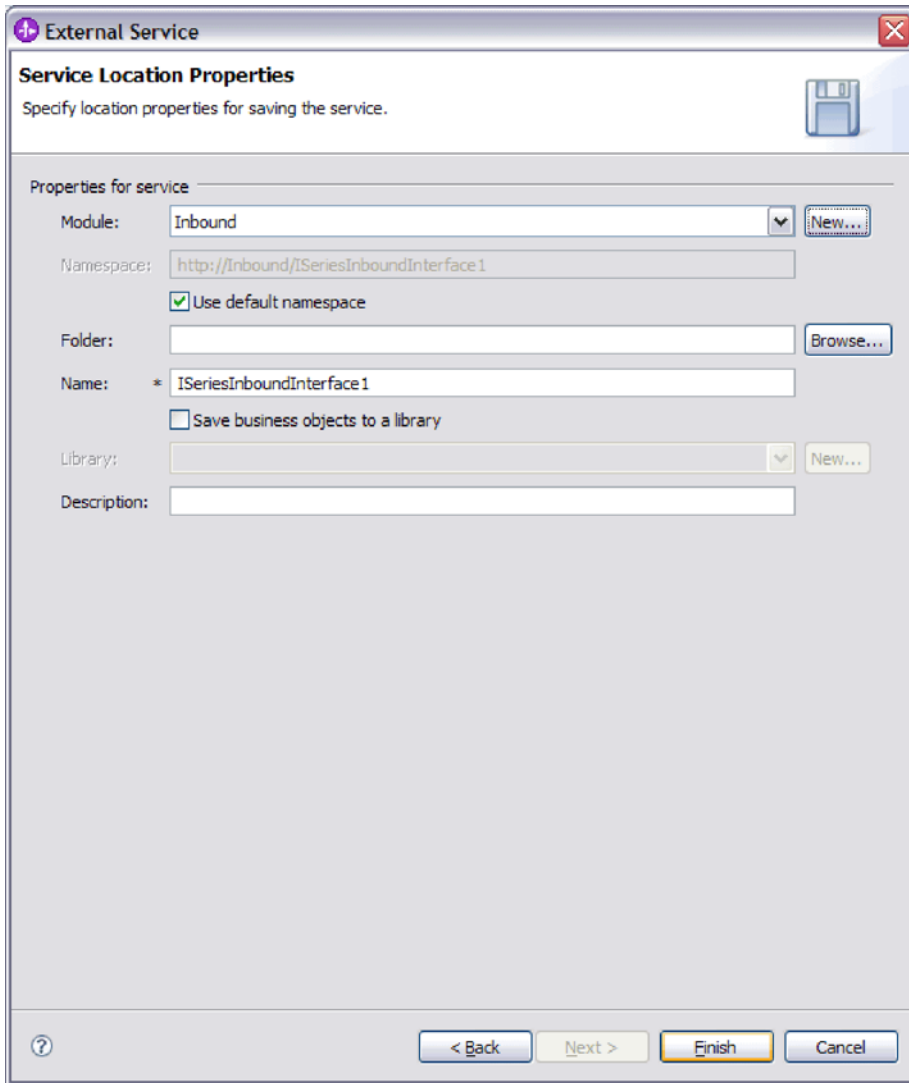 External Service
Service Location Properties
Specify location properties for saving the service.
Properties for service
Module: Inbound New...
Namespace: http://Inbound/ISeriesInboundInterface1
Use default namespace
Folder: Browse...
Name: * ISeriesInboundInterface1
Save business objects to a library
Library: New...
Description:
? < Back Next > Finish Cancel